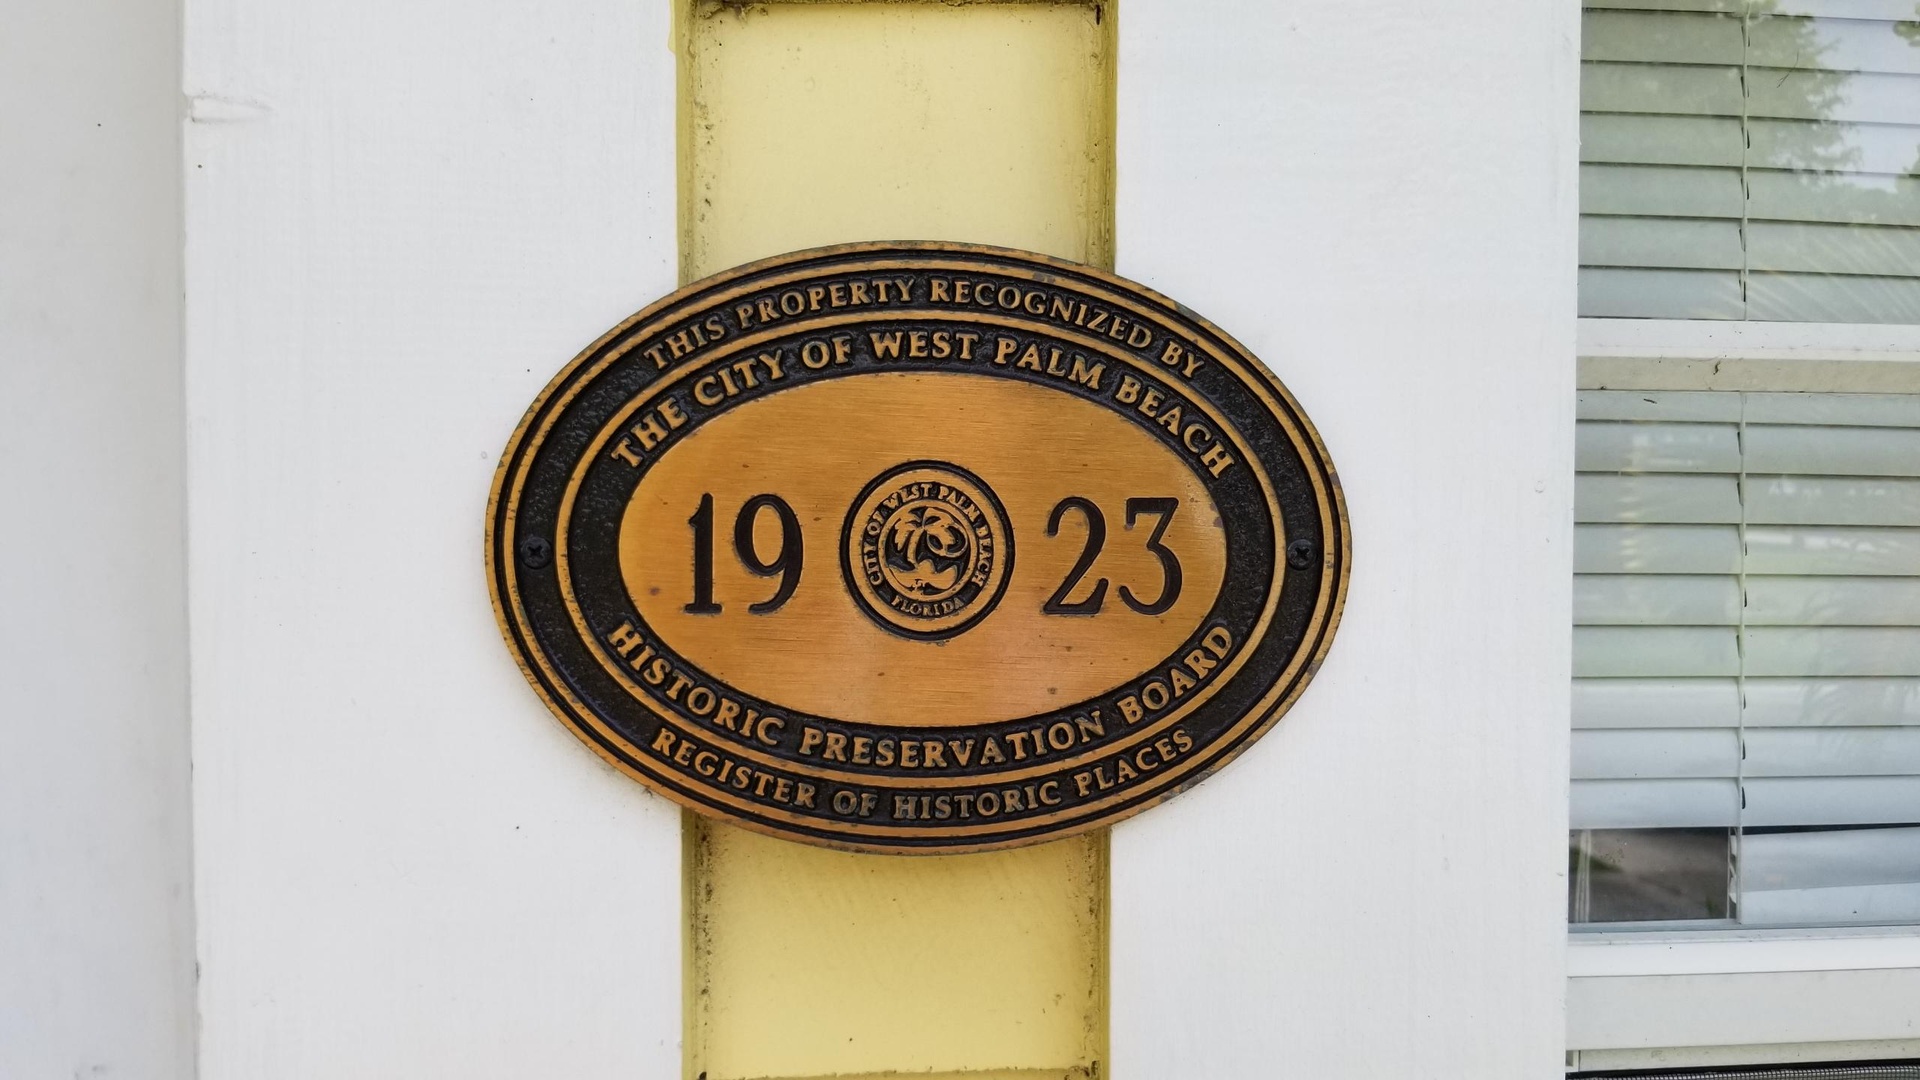 THIS PROPERTY RECOGNIZED BY
THE CITY OF WEST PALM BEACH
19 23
CITY OF WEST PALM BEACH
FLORIDA
HISTORIC PRESERVATION BOARD
REGISTER OF HISTORIC PLACES